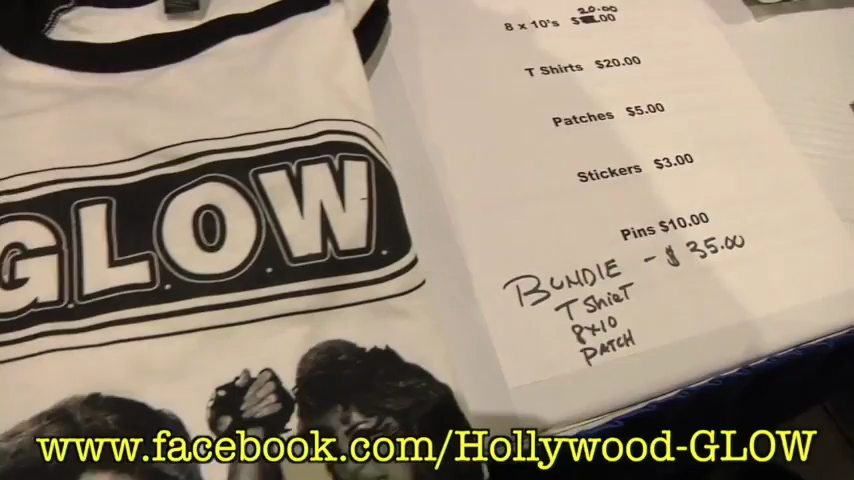 G.L.O.W.
20.00
8 x 10's $ .00
T Shirts $20.00
Patches $5.00
Stickers $3.00
Pins $10.00
BUNDLE - $35.00
T Shirt
8x10
PATCH
www.facebook.com/Hollywood-GLOW